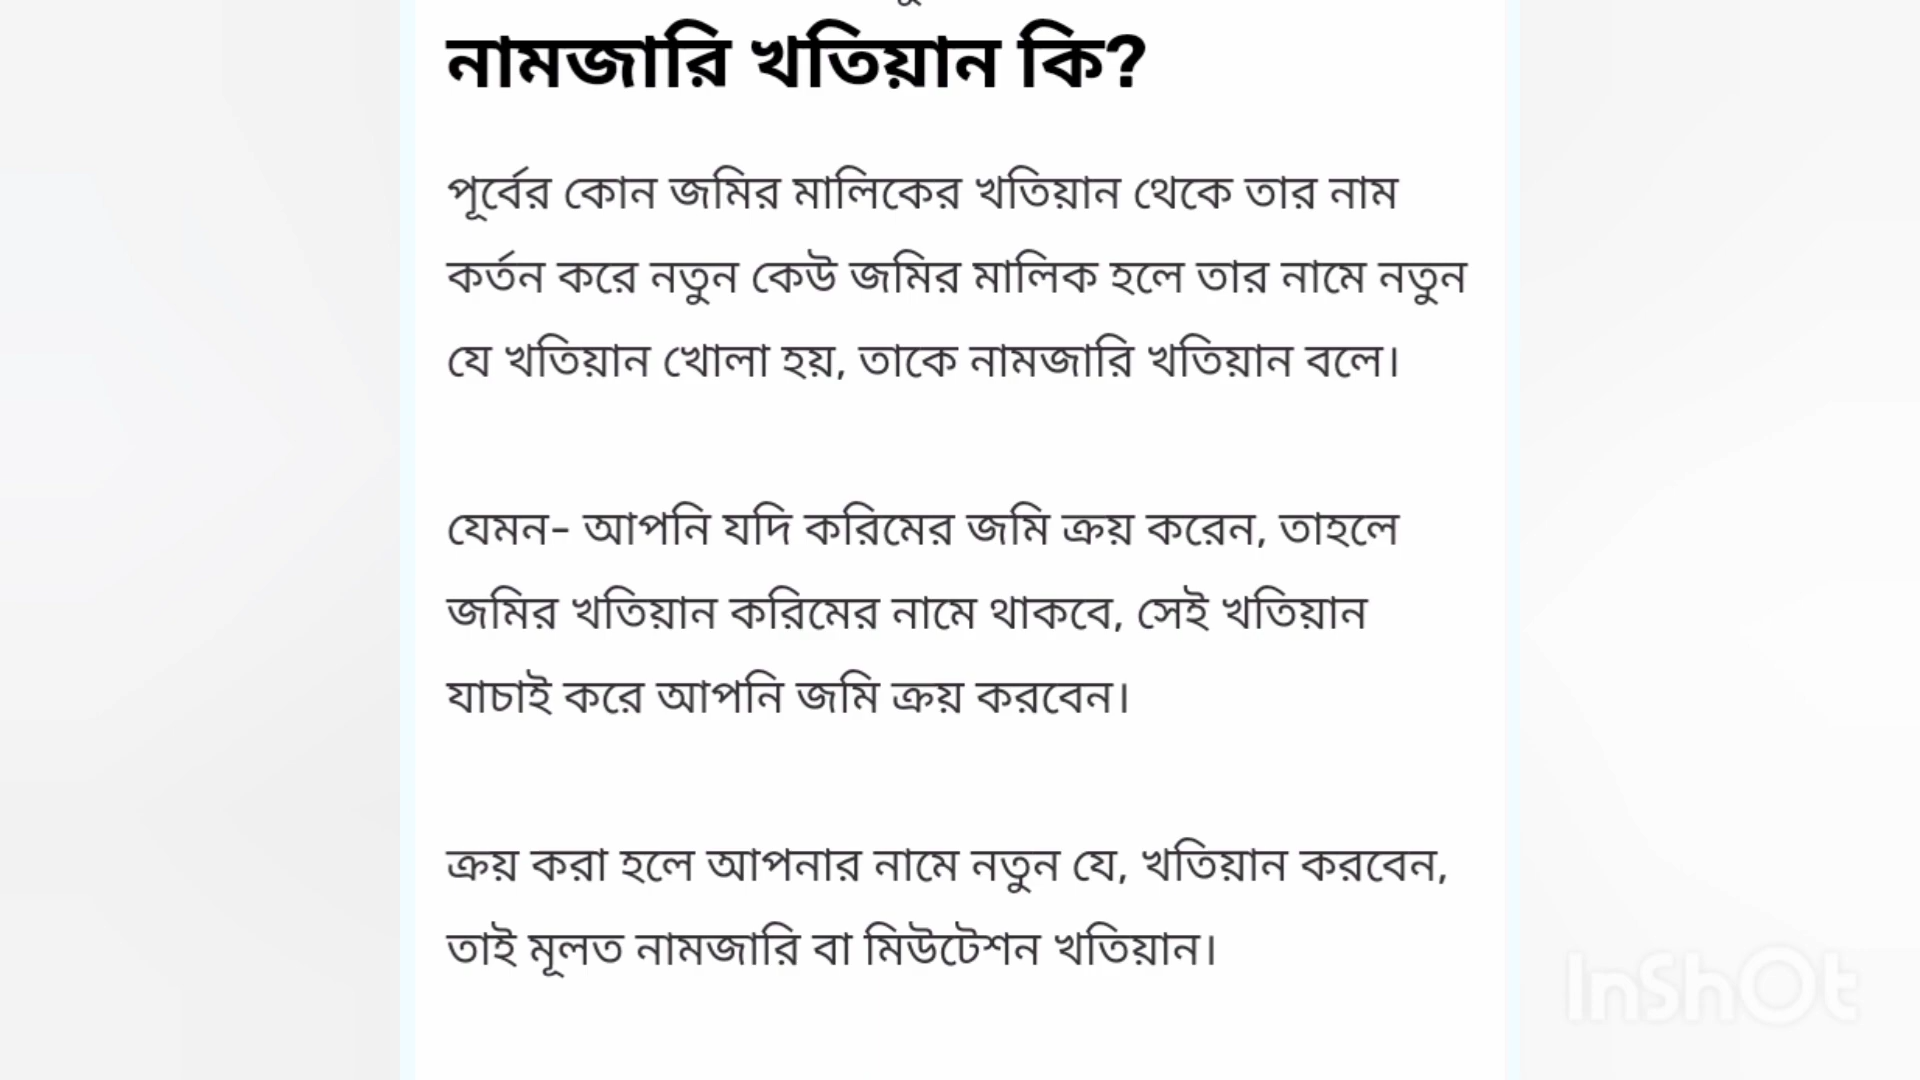 নামজারি খতিয়ান কি?
পূর্বের কোন জমির মালিকের খতিয়ান থেকে তার নাম
কর্তন করে নতুন কেউ জমির মালিক হলে তার নামে নতুন
যে খতিয়ান খোলা হয়, তাকে নামজারি খতিয়ান বলে।
যেমন- আপনি যদি করিমের জমি ক্রয় করেন, তাহলে
জমির খতিয়ান করিমের নামে থাকবে, সেই খতিয়ান
যাচাই করে আপনি জমি ক্রয় করবেন।
ক্রয় করা হলে আপনার নামে নতুন যে, খতিয়ান করবেন,
তাই মূলত নামজারি বা মিউটেশন খতিয়ান।
InShOt